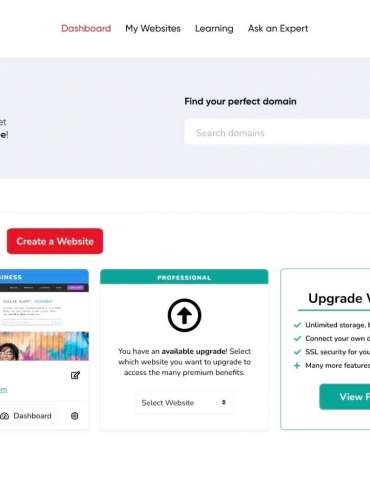 Dashboard My Websites Learning Ask an Expert
Find your perfect domain
et
e!
Search domains
Create a Website
SINESS
PROFESSIONAL
Upgrade
You have an available upgrade! Select
which website you want to upgrade to
access the many premium benefits.
Unlimited storage, b
Connect your own d
SSL security for you
Many more features
Select Website
View
m
Dashboard